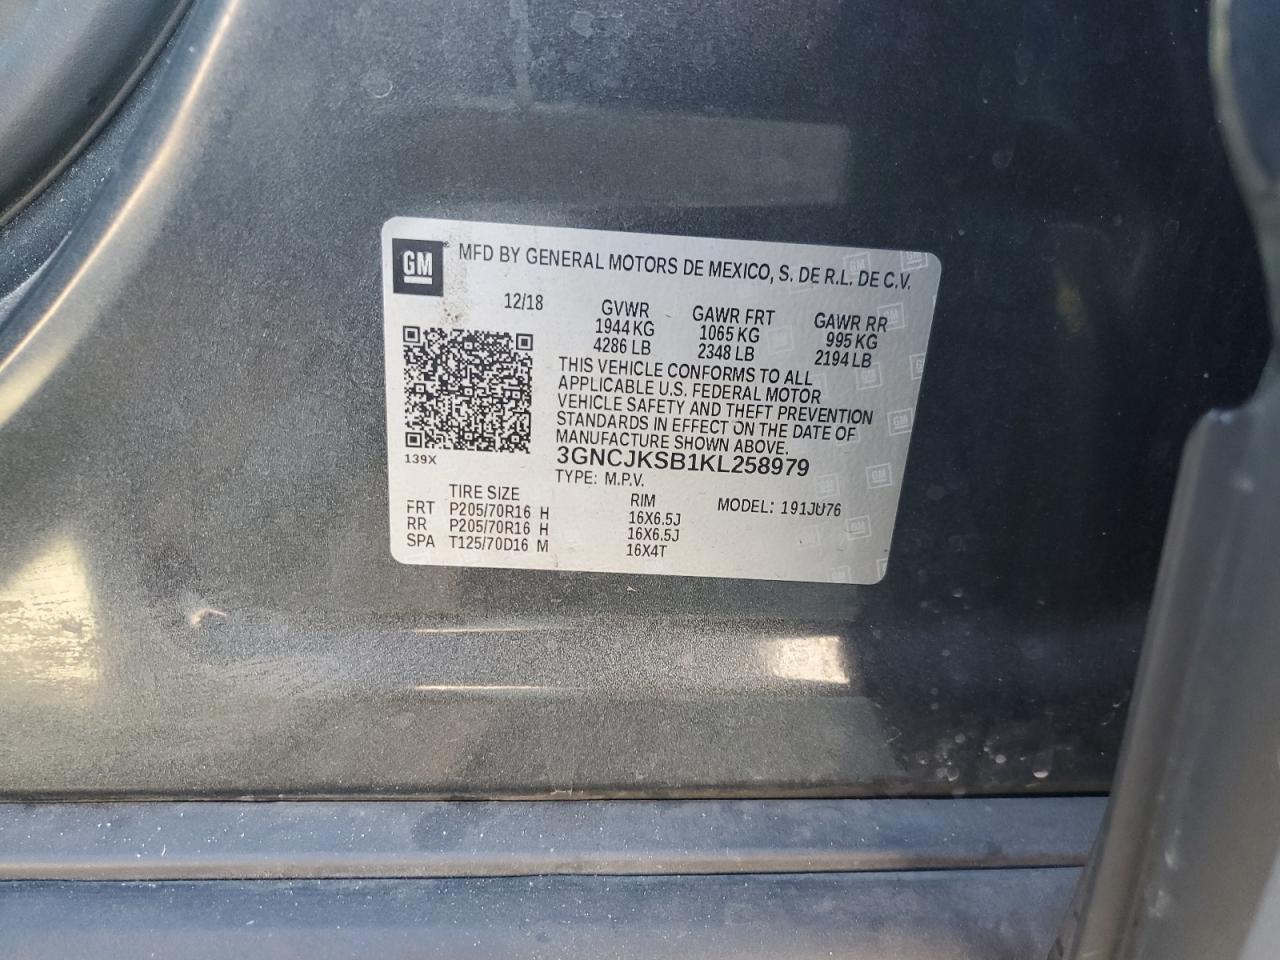 GM
MFD BY GENERAL MOTORS DE MEXICO, S. DE R.L. DE C.V.
12/18 GVWR GAWR FRT GAWR RR
1944 KG 1065 KG 995 KG
4286 LB 2348 LB 2194 LB
THIS VEHICLE CONFORMS TO ALL
APPLICABLE U.S. FEDERAL MOTOR
VEHICLE SAFETY AND THEFT PREVENTION
STANDARDS IN EFFECT ON THE DATE OF
MANUFACTURE SHOWN ABOVE.
139X
3GNCJKSB1KL258979
TYPE: M.P.V.
TIRE SIZE RIM MODEL: 191JU76
FRT P205/70R16 H 16X6.5J
RR P205/70R16 H 16X6.5J
SPA T125/70D16 M 16X4T